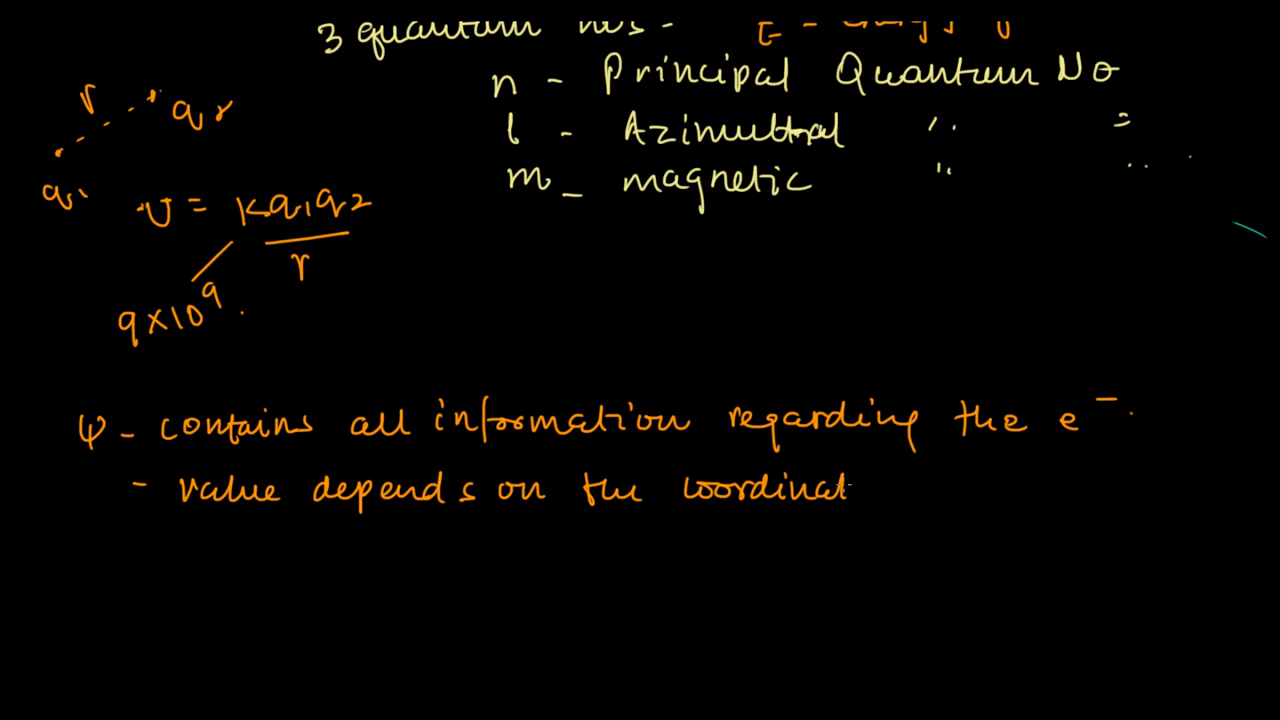 3 quantum nos -
E -
n - Principal Quantum No
l - Azimuthal " =
m - magnetic " "
r
q2
q1
U = Kq1q2
r
9×10⁹.
ψ - contains all information regarding the e⁻.
- value depends on the coordinat